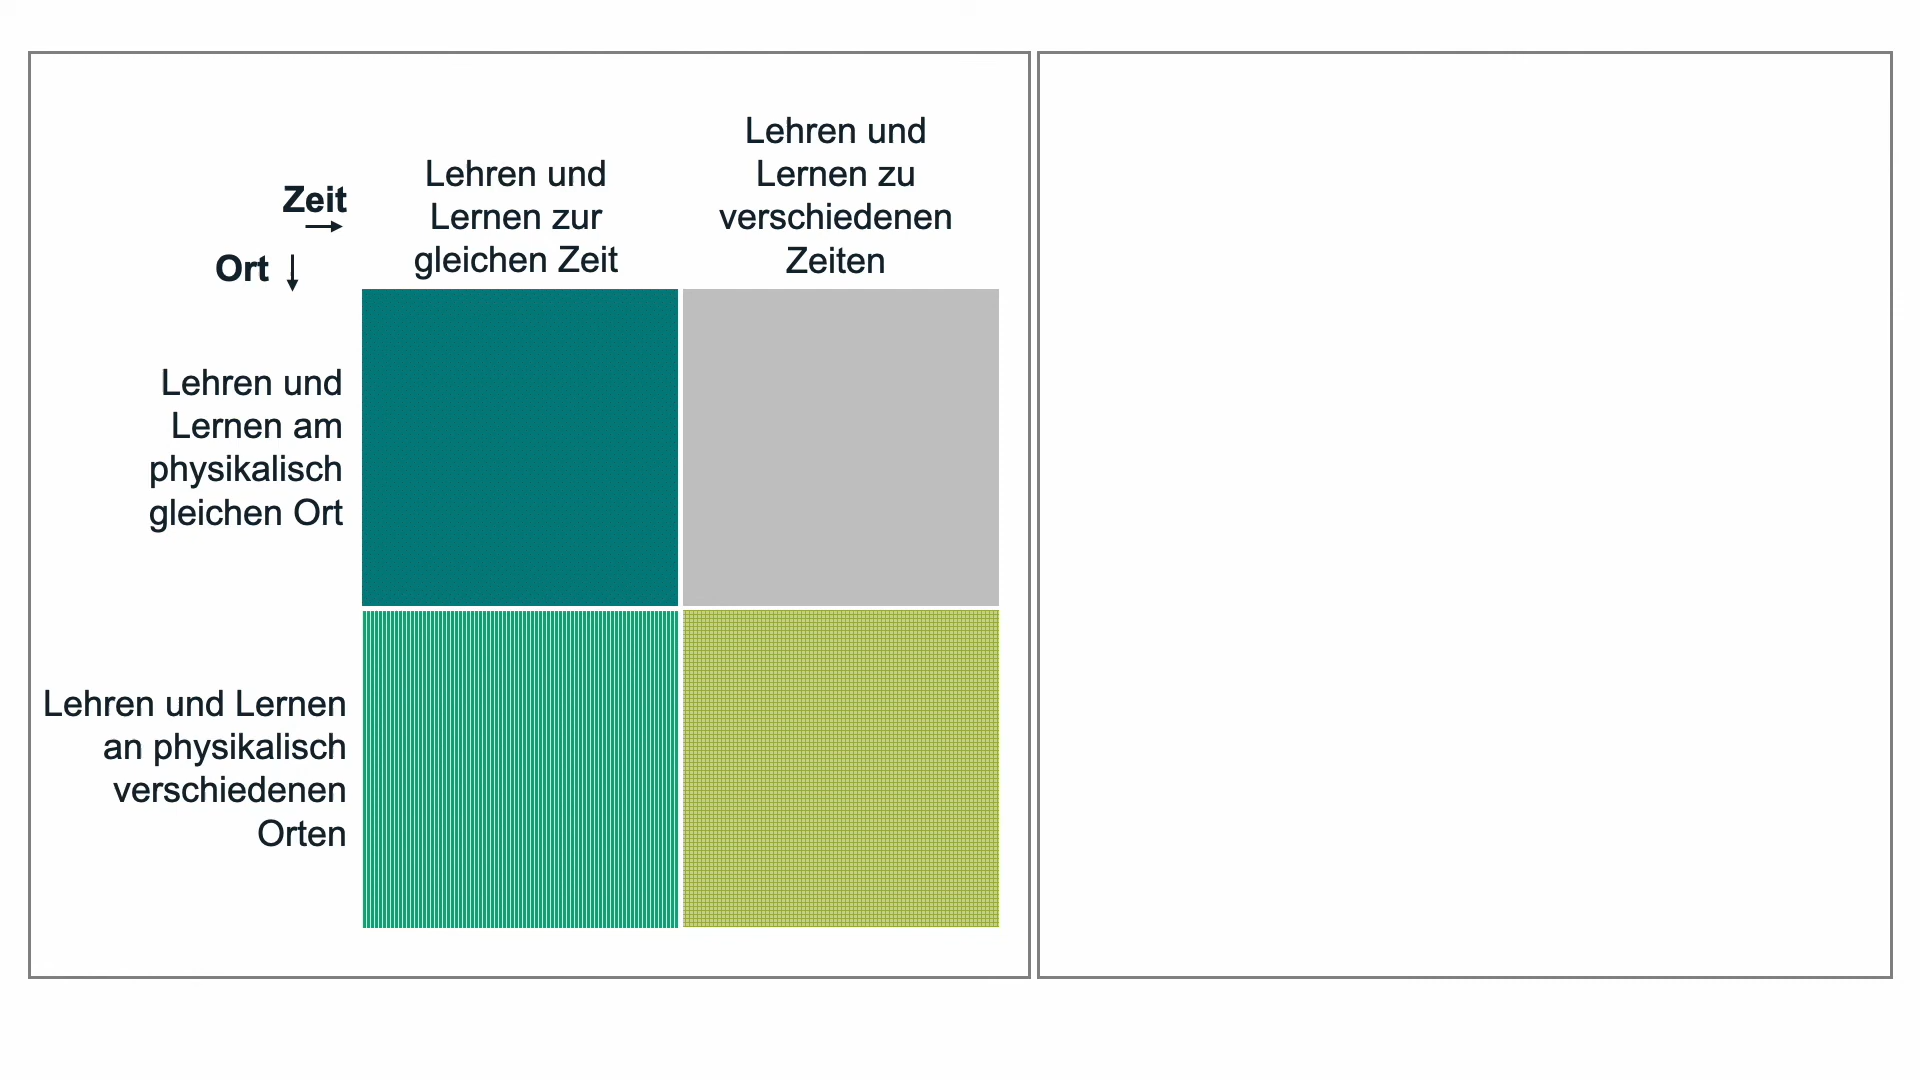 Zeit
Ort
Lehren und
Lernen zur
gleichen Zeit
Lehren und
Lernen zu
verschiedenen
Zeiten
Lehren und
Lernen am
physikalisch
gleichen Ort
Lehren und Lernen
an physikalisch
verschiedenen
Orten